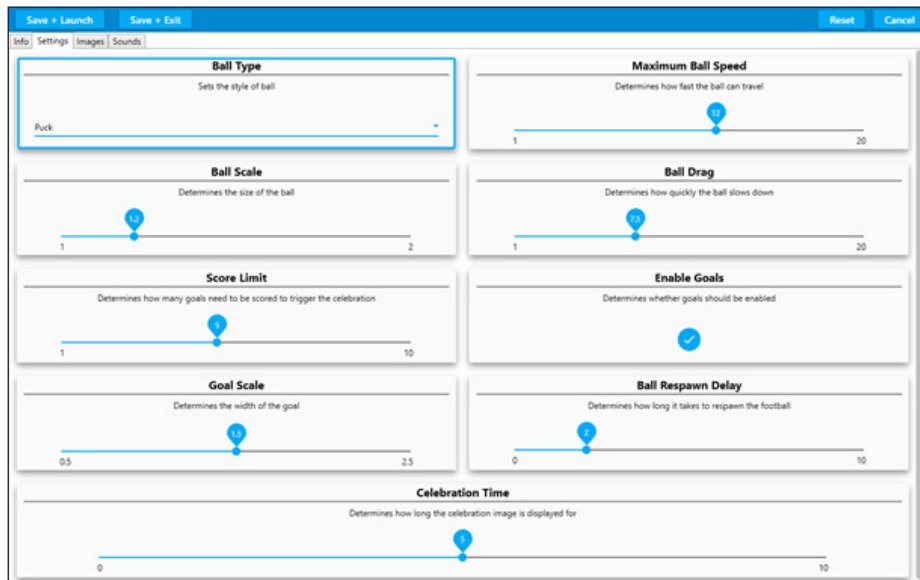 Save + Launch Save + Exit Reset Cancel
Info Settings Images Sounds
Ball Type
Sets the style of ball
Puck
Maximum Ball Speed
Determines how fast the ball can travel
12
1 20
Ball Scale
Determines the size of the ball
1.2
1 2
Ball Drag
Determines how quickly the ball slows down
7.5
1 20
Score Limit
Determines how many goals need to be scored to trigger the celebration
5
1 10
Enable Goals
Determines whether goals should be enabled
Goal Scale
Determines the width of the goal
1.5
0.5 2.5
Ball Respawn Delay
Determines how long it takes to respawn the football
2
0 10
Celebration Time
Determines how long the celebration image is displayed for
5
0 10